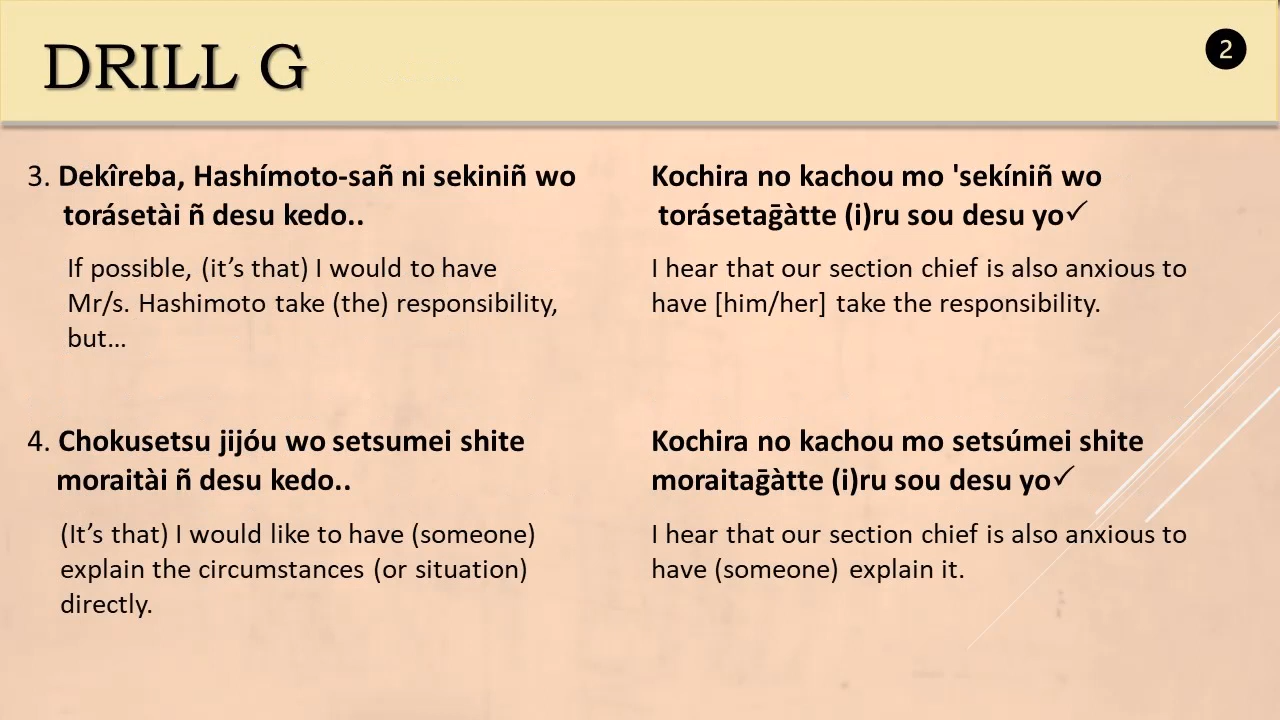 DRILL G
2
3. Dekîreba, Hashímoto-sañ ni sekiniñ wo
torásetài ñ desu kedo..
If possible, (it’s that) I would to have
Mr/s. Hashimoto take (the) responsibility,
but…
Kochira no kachou mo 'sekíniñ wo
torásetaḡàtte (i)ru sou desu yo✓
I hear that our section chief is also anxious to
have [him/her] take the responsibility.
4. Chokusetsu jijóu wo setsumei shite
moraitài ñ desu kedo..
(It’s that) I would like to have (someone)
explain the circumstances (or situation)
directly.
Kochira no kachou mo setsúmei shite
moraitaḡàtte (i)ru sou desu yo✓
I hear that our section chief is also anxious to
have (someone) explain it.